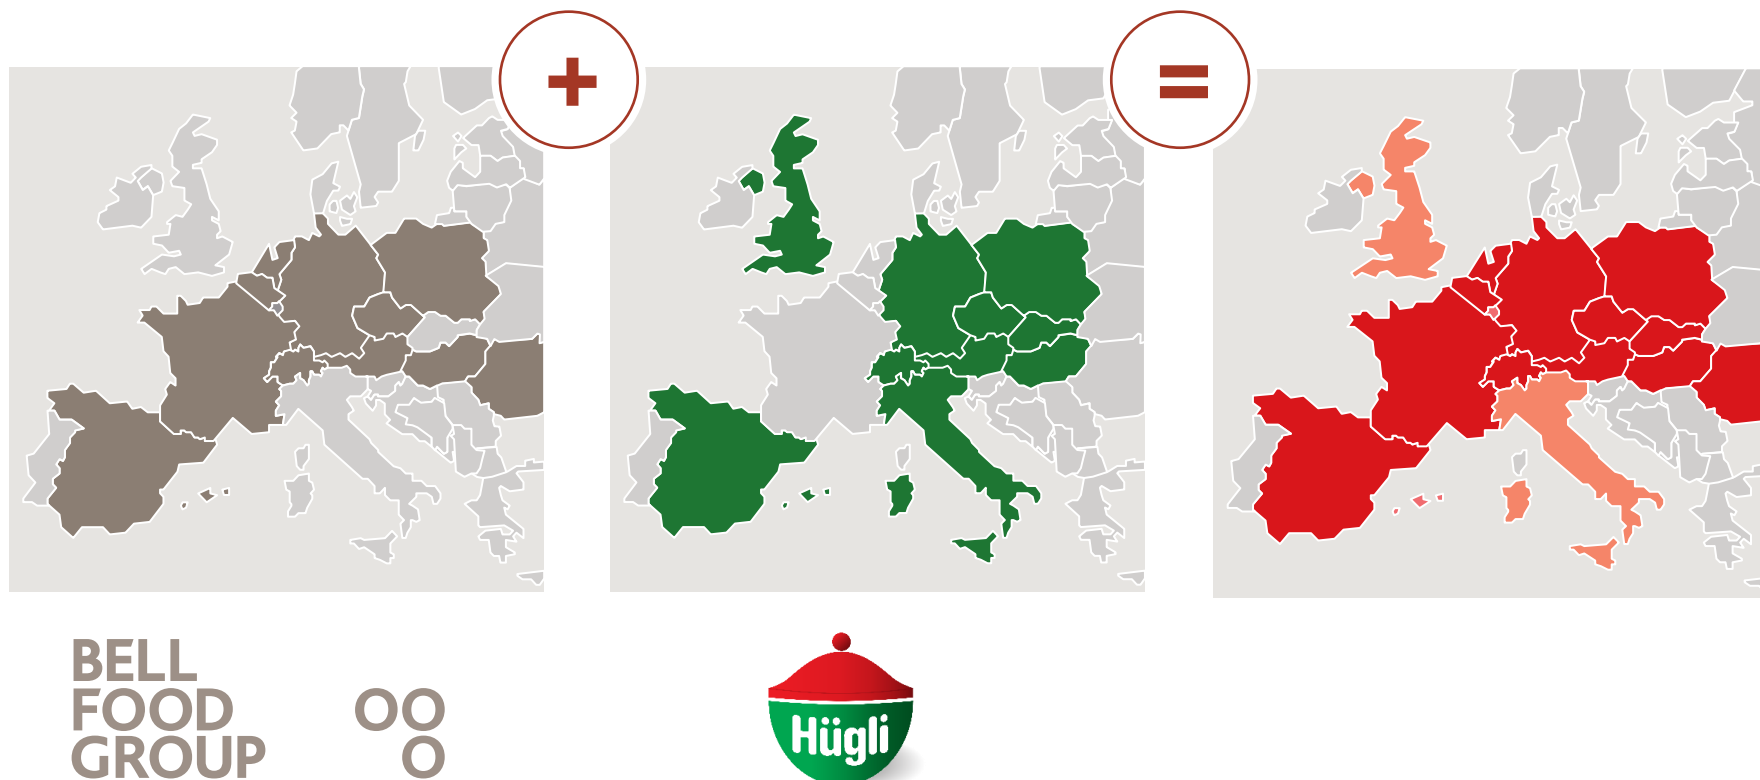 +
=
BELL
FOOD
GROUP
Hügli